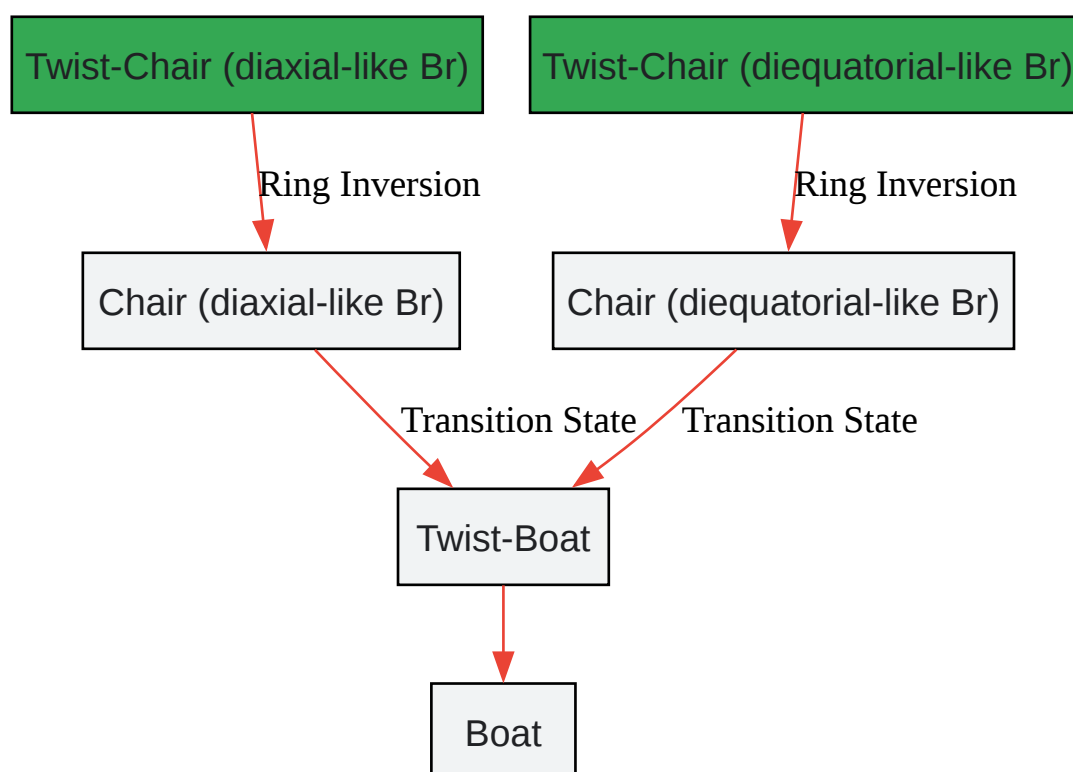 Twist-Chair (diaxial-like Br)
Twist-Chair (diequatorial-like Br)
Ring Inversion
Ring Inversion
Chair (diaxial-like Br)
Chair (diequatorial-like Br)
Transition State
Transition State
Twist-Boat
Boat